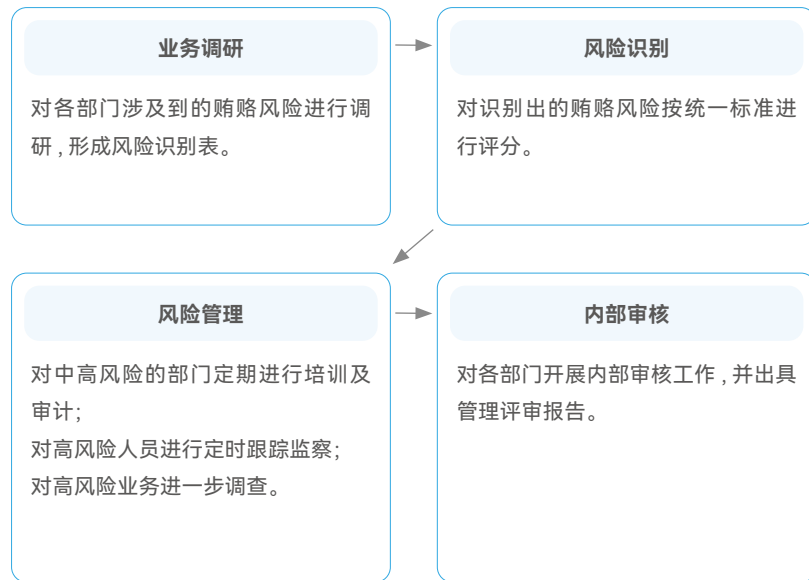 业务调研
对各部门涉及到的贿赂风险进行调
研 , 形成风险识别表。
风险识别
对识别出的贿赂风险按统一标准进
行评分。
风险管理
对中高风险的部门定期进行培训及
审计;
对高风险人员进行定时跟踪监察;
对高风险业务进一步调查。
内部审核
对各部门开展内部审核工作 , 并出具
管理评审报告。